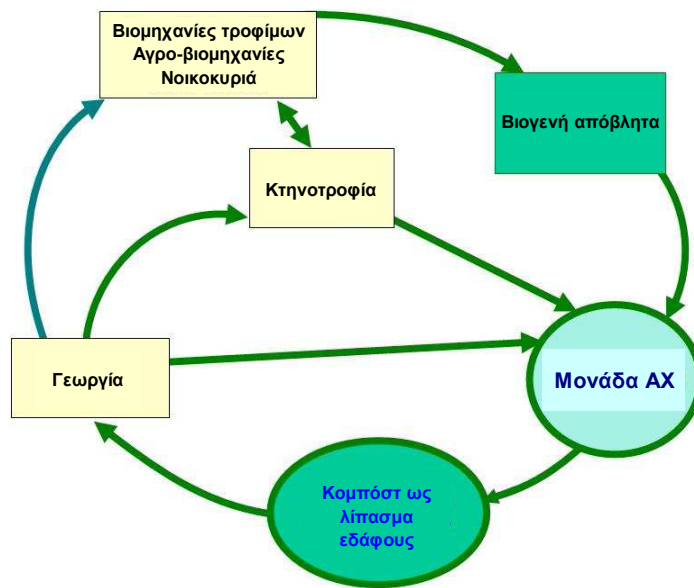 Βιομηχανίες τροφίμων
Αγρο-βιομηχανίες
Νοικοκυριά
Βιογενή απόβλητα
Κτηνοτροφία
Γεωργία
Μονάδα ΑΧ
Κομπόστ ως
λίπασμα
εδάφους